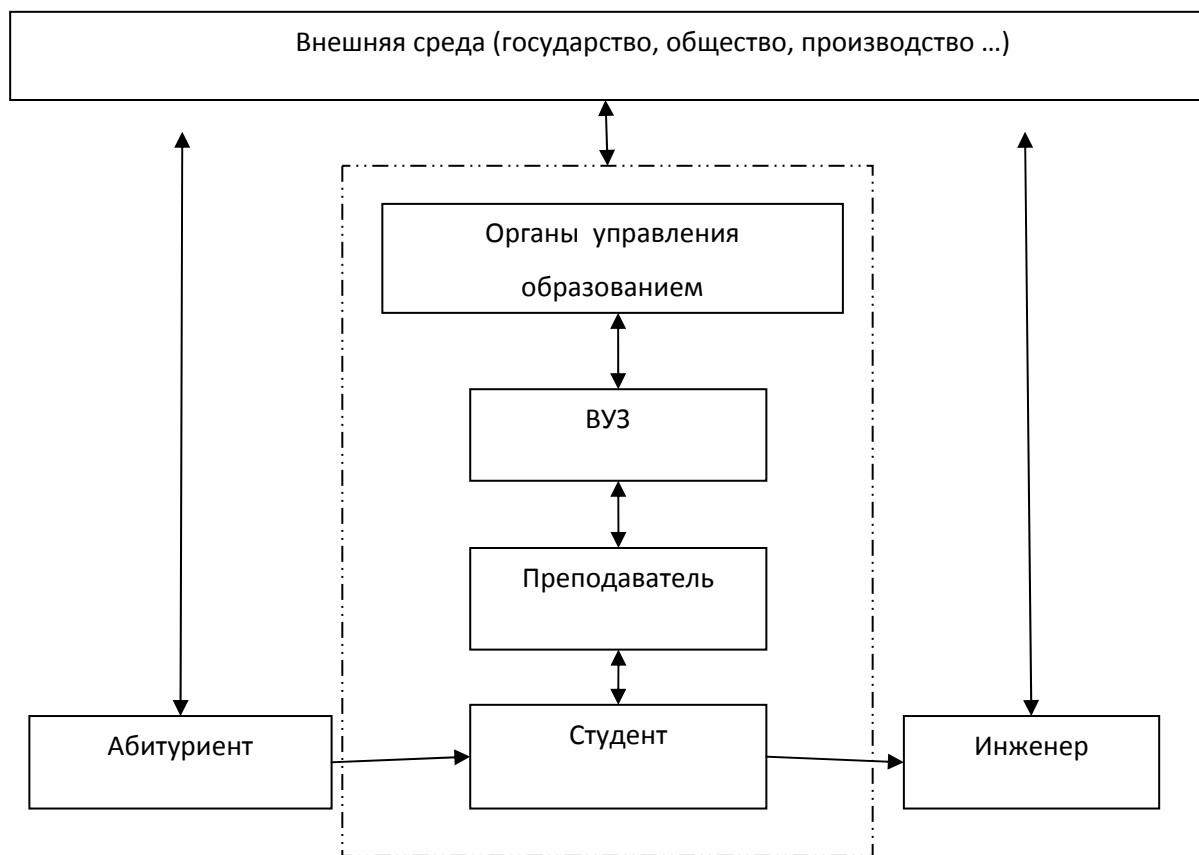 Внешняя среда (государство, общество, производство ...)
Органы управления
образованием
ВУЗ
Преподаватель
Абитуриент
Студент
Инженер